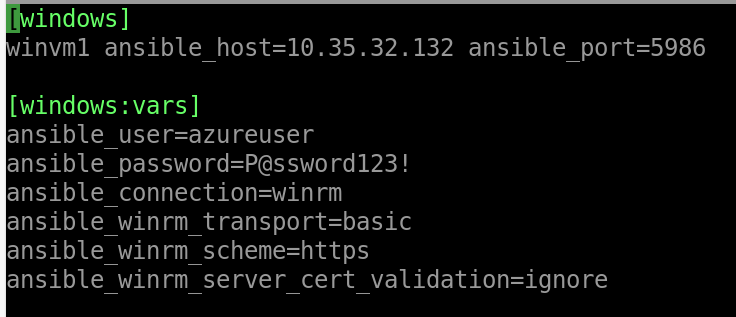 [windows]
winvm1 ansible_host=10.35.32.132 ansible_port=5986
[windows:vars]
ansible_user=azureuser
ansible_password=P@ssword123!
ansible_connection=winrm
ansible_winrm_transport=basic
ansible_winrm_scheme=https
ansible_winrm_server_cert_validation=ignore